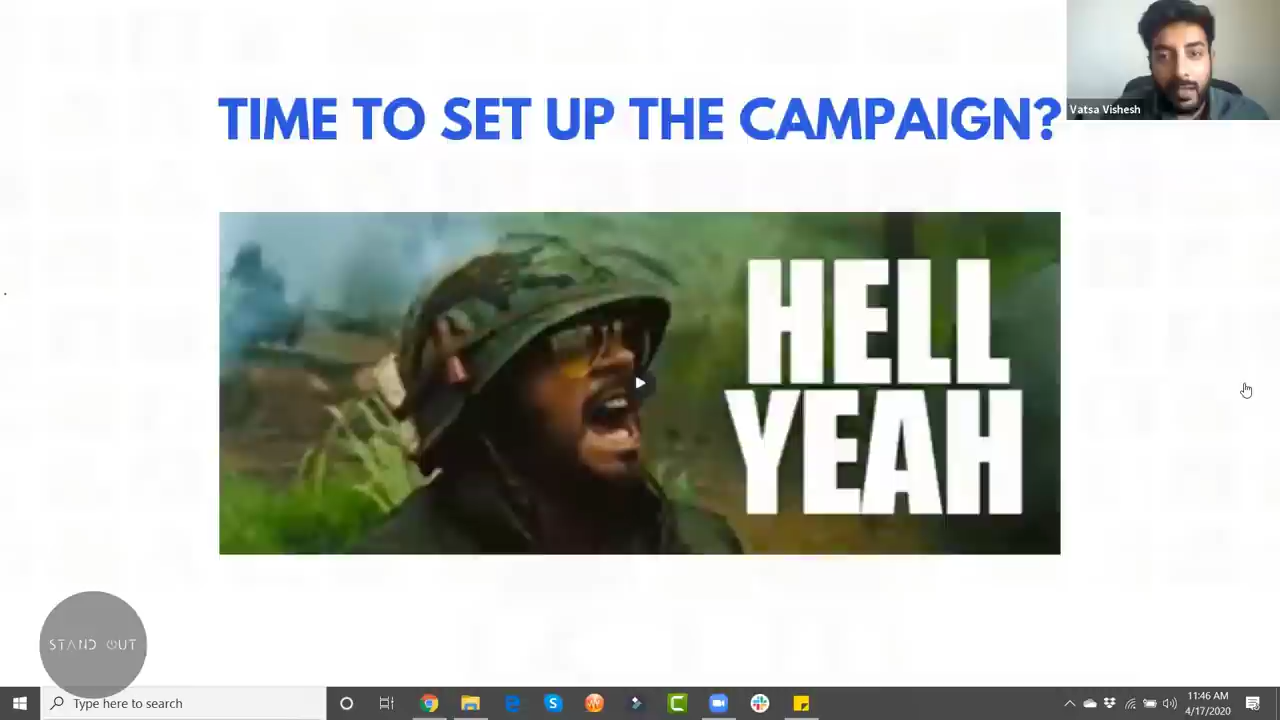 TIME TO SET UP THE CAMPAIGN?
Vatsa Vishesh
HELL
YEAH
STAND OUT
Type here to search
11:46 AM
4/17/2020